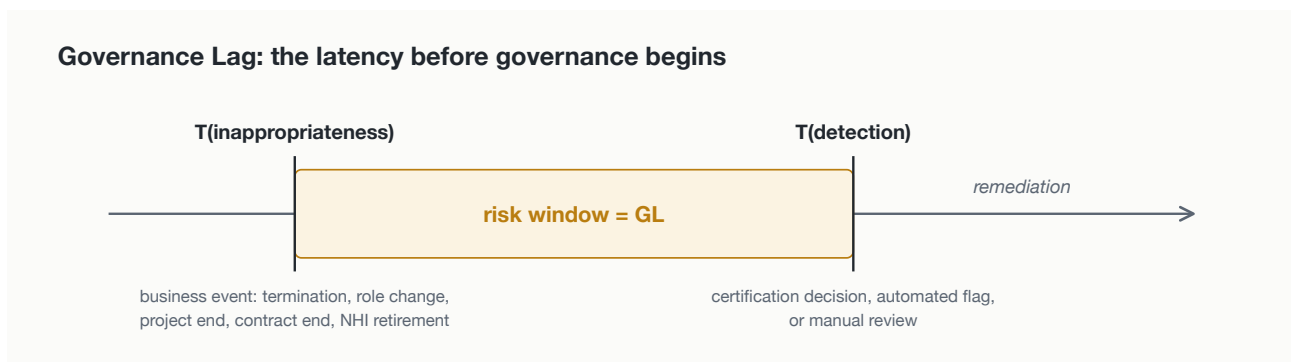 Governance Lag: the latency before governance begins
T(inappropriateness)
T(detection)
remediation
risk window = GL
business event: termination, role change,
project end, contract end, NHI retirement
certification decision, automated flag,
or manual review